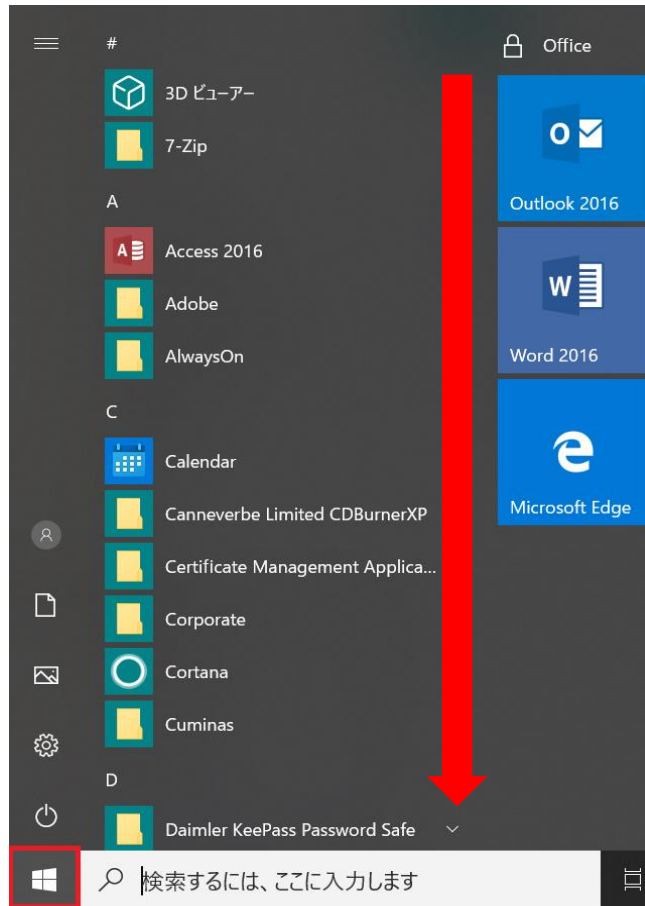 #
Office
3D ビューアー
7-Zip
Outlook 2016
A
Access 2016
Adobe
AlwaysOn
Word 2016
C
Calendar
Canneverbe Limited CDBurnerXP
Microsoft Edge
Certificate Management Applica...
Corporate
Cortana
Cuminas
D
Daimler KeePass Password Safe
検索するには、ここに入力します